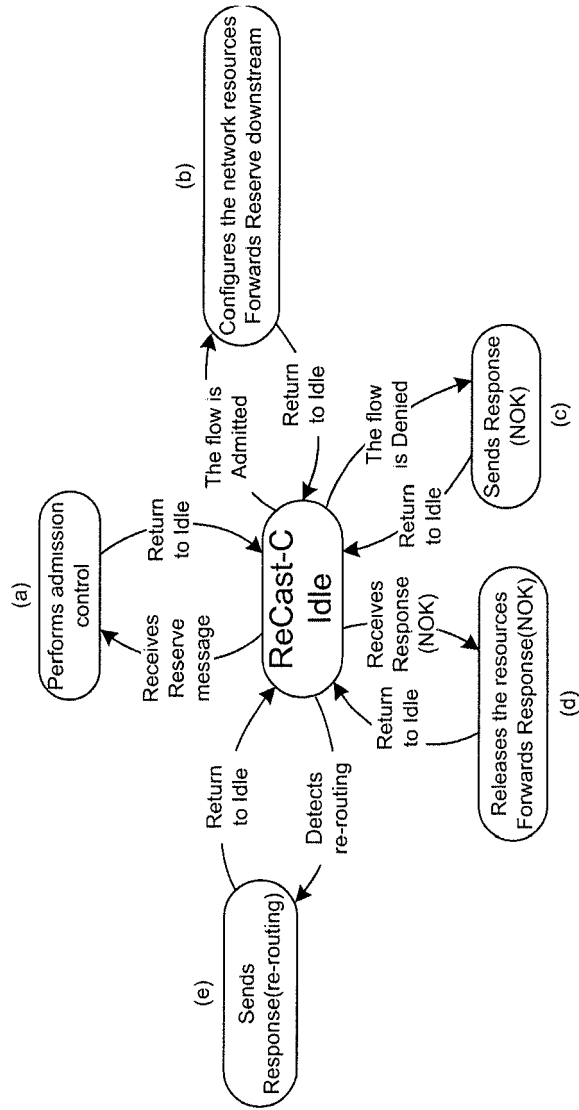 (a)
Performs admission
control
Receives
Reserve
message
Return
to Idle
(b)
Configures the network resources
Forwards Reserve downstream
The flow is
Admitted
Return
to Idle
ReCast-C
Idle
The flow
is Denied
Return
to Idle
Sends Response
(NOK)
(c)
Receives
Response
(NOK)
Return
to Idle
Releases the resources
Forwards Response(NOK)
(d)
Detects
re-routing
Return
to Idle
(e)
Sends
Response(re-routing)